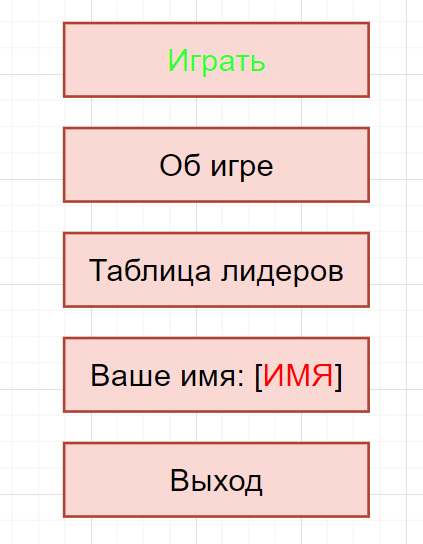 Играть
Об игре
Таблица лидеров
Ваше имя: [ИМЯ]
Выход